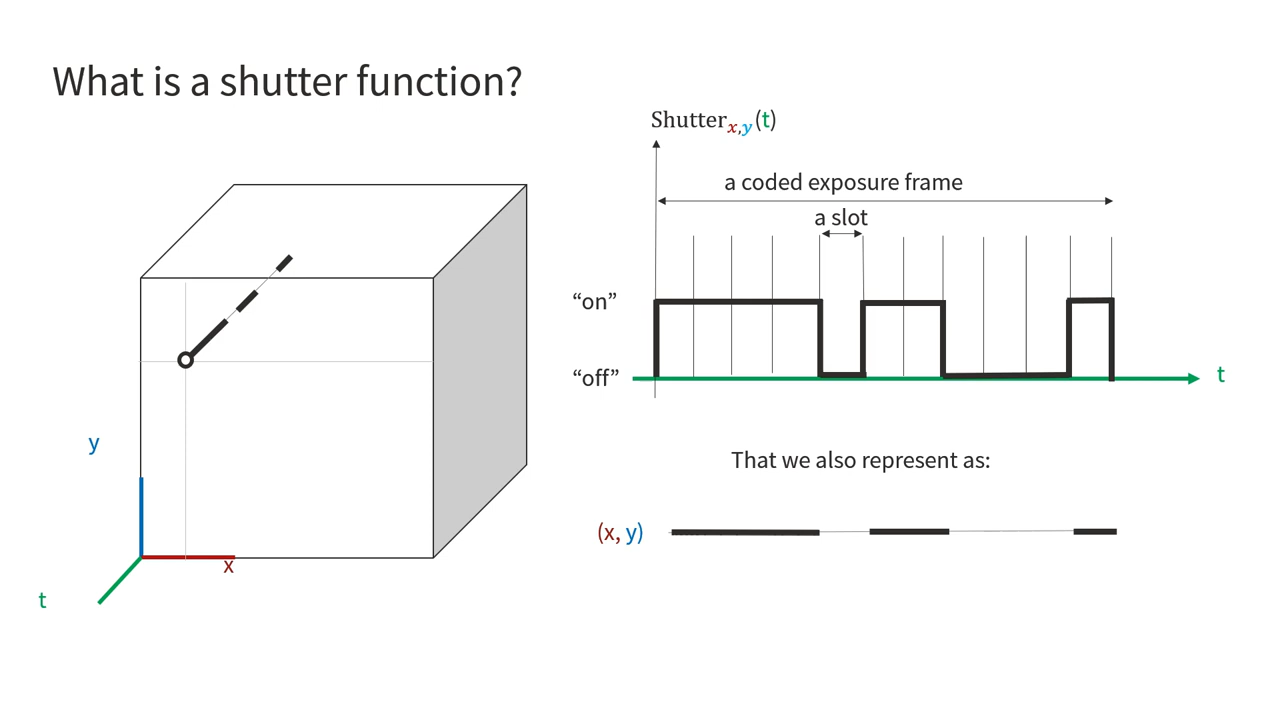 What is a shutter function?
Shutter_x,y(t)
a coded exposure frame
a slot
“on”
“off”
t
y
x
t
That we also represent as:
(x, y)